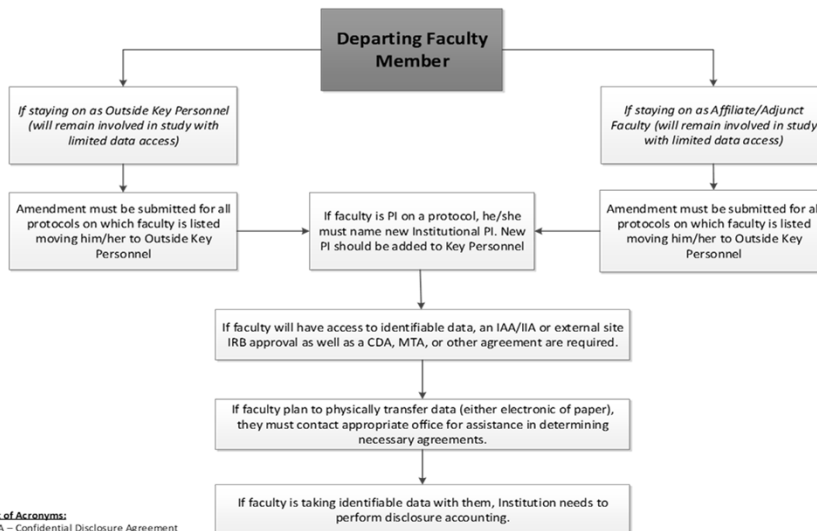 Departing Faculty
Member
If staying on as Outside Key Personnel
(will remain involved in study with
limited data access)
If staying on as Affiliate/Adjunct
Faculty (will remain involved in study
with limited data access)
Amendment must be submitted for all
protocols on which faculty is listed
moving him/her to Outside Key
Personnel
If faculty is PI on a protocol, he/she
must name new Institutional PI. New
PI should be added to Key Personnel
Amendment must be submitted for al
protocols on which faculty is listed
moving him/her to Outside Key
Personnel
If faculty will have access to identifiable data, an IAA/IIA or external site
IRB approval as well as a CDA, MTA, or other agreement are required.
If faculty plan to physically transfer data (either electronic of paper),
they must contact appropriate office for assistance in determining
necessary agreements.
If faculty is taking identifiable data with them, Institution needs to
perform disclosure accounting.
of Acronyms:
A – Confidential Disclosure Agreement